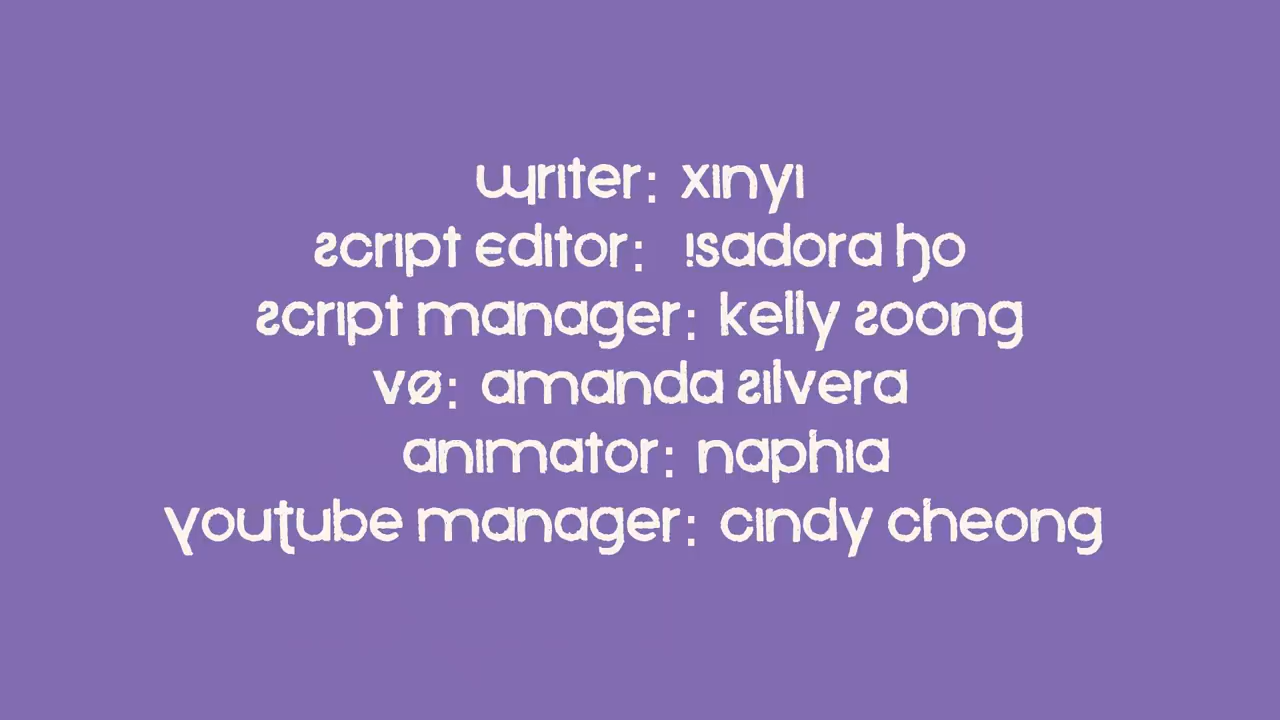 Writer: Xinyi
Script Editor: Isadora Ho
Script Manager: Kelly Soong
VO: Amanda Silvera
Animator: Naphia
YouTube Manager: Cindy Cheong